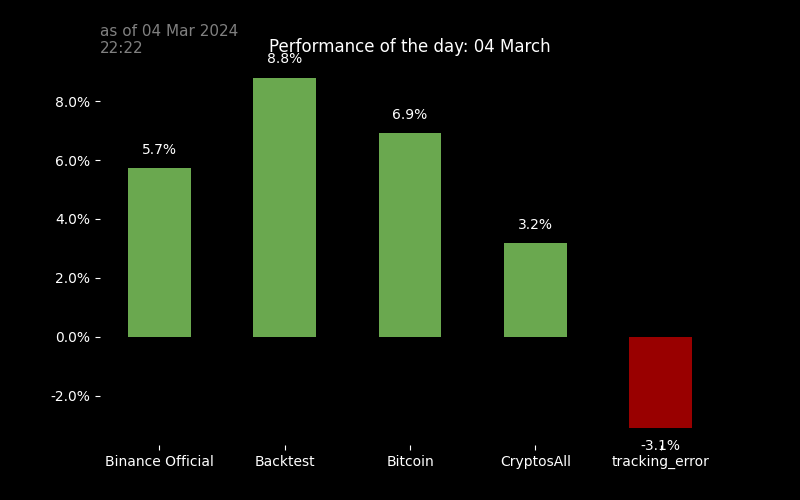 as of 04 Mar 2024
22:22
Performance of the day: 04 March
8.8%
8.0%
6.9%
5.7%
6.0%
4.0%
3.2%
2.0%
0.0%
-2.0%
-3.1%
Binance Official
Backtest
Bitcoin
CryptosAll
tracking_error